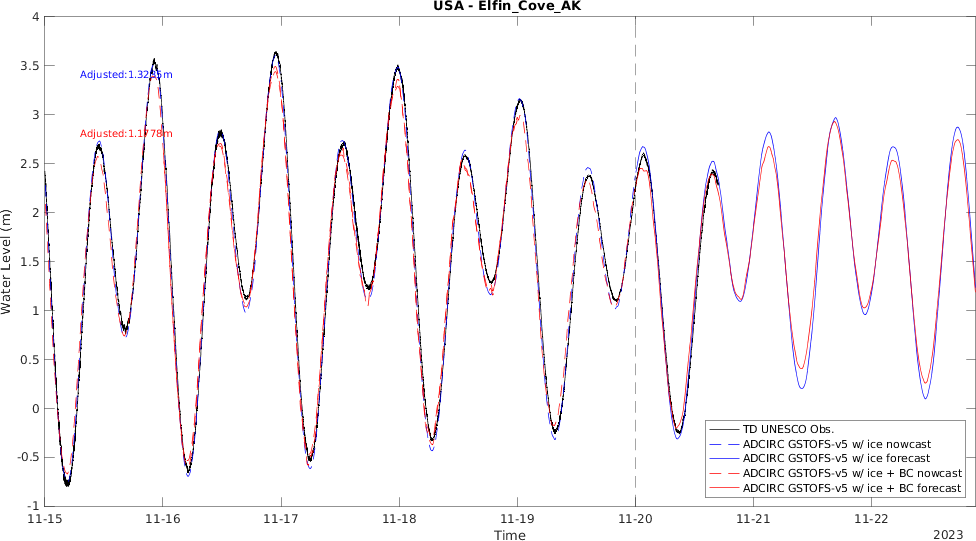 USA - Elfin_Cove_AK
4
3.5
3
2.5
2
1.5
1
0.5
0
-0.5
-1
Water Level (m)
Adjusted:1.3245m
Adjusted:1.1778m
TD UNESCO Obs.
ADCIRC GSTOFS-v5 w/ ice nowcast
ADCIRC GSTOFS-v5 w/ ice forecast
ADCIRC GSTOFS-v5 w/ ice + BC nowcast
ADCIRC GSTOFS-v5 w/ ice + BC forecast
11-15 11-16 11-17 11-18 11-19 11-20 11-21 11-22
Time
2023